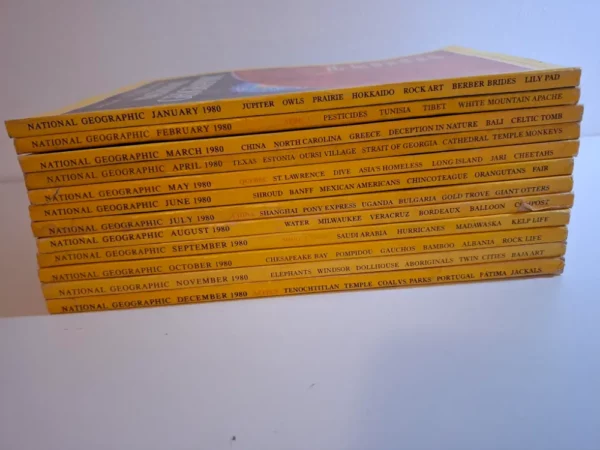 NATIONAL GEOGRAPHIC JANUARY 1980 JUPITER OWLS PRAIRIE HOKKAIDO ROCK ART BERBER BRIDES LILY PAD
NATIONAL GEOGRAPHIC FEBRUARY 1980 PESTICIDES TUNISIA TIBET WHITE MOUNTAIN APACHE
NATIONAL GEOGRAPHIC MARCH 1980 CHINA NORTH CAROLINA GREECE DECEPTION IN NATURE BALI CELTIC TOMB
NATIONAL GEOGRAPHIC APRIL 1980 TEXAS ESTONIA OURSI VILLAGE STRAIT OF GEORGIA CATHEDRAL TEMPLE MONKEYS
NATIONAL GEOGRAPHIC MAY 1980 QUEBEC ST LAWRENCE DIVE ASIA'S HOMELESS LONG ISLAND JARI CHEETAHS
NATIONAL GEOGRAPHIC JUNE 1980 SHROUD BANFF MEXICAN AMERICANS CHINCOTEAGUE ORANGUTANS FAIR
NATIONAL GEOGRAPHIC JULY 1980 SHANGHAI PONY EXPRESS UGANDA BULGARIA GOLD TROVE GIANT OTTERS
NATIONAL GEOGRAPHIC AUGUST 1980 WATER MILWAUKEE VERACRUZ BORDEAUX BALLOON COMPOST
NATIONAL GEOGRAPHIC SEPTEMBER 1980 SAUDI ARABIA HURRICANES MADAWASKA KELP LIFE
NATIONAL GEOGRAPHIC OCTOBER 1980 CHESAPEAKE BAY POMPIDOU GAUCHOS BAMBOO ALBANIA ROCK LIFE
NATIONAL GEOGRAPHIC NOVEMBER 1980 ELEPHANTS WINDSOR DOLLHOUSE ABORIGINALS TWIN CITIES BAJA ART
NATIONAL GEOGRAPHIC DECEMBER 1980 TENOCHTITLAN TEMPLE COAL VS. PARKS PORTUGAL FÁTIMA JACKALS